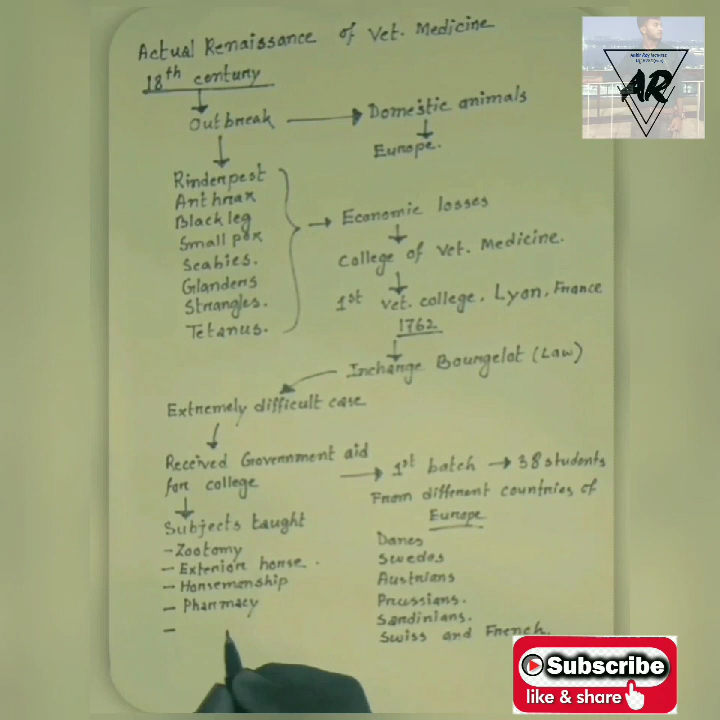 Actual Renaissance of Vet. Medicine
18th century
Outbreak → Domestic animals
Europe.
Rinderpest
Anthrax
Black leg
Small pox
Scabies.
Glanders
Strangles.
Tetanus.
→ Economic losses
College of Vet. Medicine.
1st Vet. college, Lyon, France
1762
Incharge Bourgelat (Law)
Extremely difficult case
Received Government aid
for college
→ 1st batch → 38 students
From different countries of
Europe
Subjects taught
- Zootomy
- Exterior horse.
- Horsemanship
- Pharmacy
-
Danes
Swedes
Austrians
Prussians.
Sardinians.
Swiss and French.
AR
Subscribe
like & share